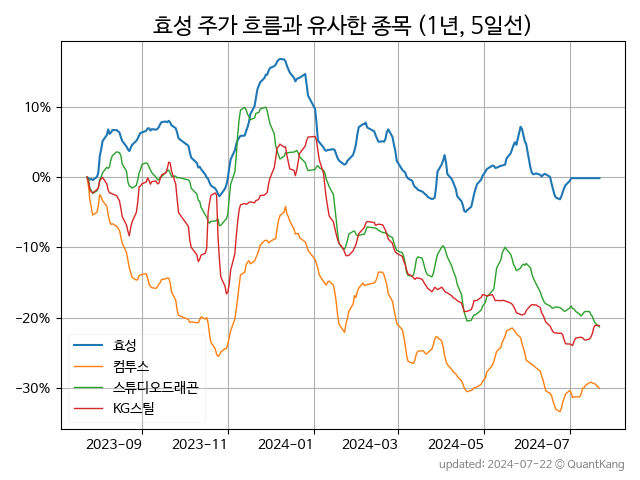 효성 주가 흐름과 유사한 종목 (1년, 5일선)
10%
0%
−10%
−20%
−30%
효성
컴투스
스튜디오드래곤
KG스틸
2023-09
2023-11
2024-01
2024-03
2024-05
2024-07
updated: 2024-07-22 © QuantKang